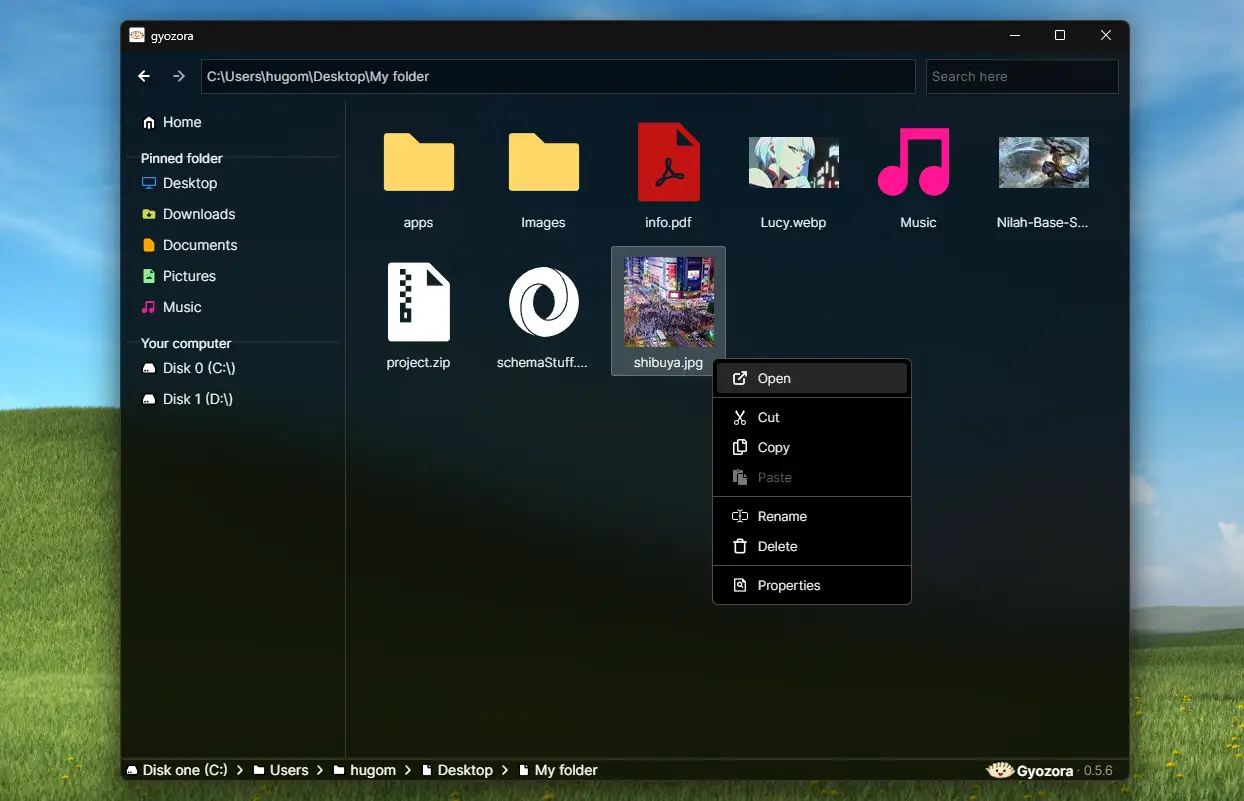 gyozora
C:\Users\hugom\Desktop\My folder
Search here
Home
Pinned folder
Desktop
Downloads
Documents
Pictures
Music
Your computer
Disk 0 (C:\)
Disk 1 (D:\)
apps
Images
info.pdf
Lucy.webp
Music
Nilah-Base-S...
project.zip
schemaStuff....
shibuya.jpg
Open
Cut
Copy
Paste
Rename
Delete
Properties
Disk one (C:) > Users > hugom > Desktop > My folder
Gyozora · 0.5.6